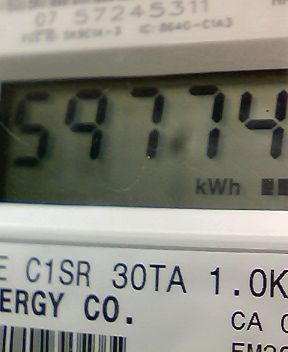 07 57245311
59774
kWh
E C1SR 30TA 1.0K
ERGY CO.
CA